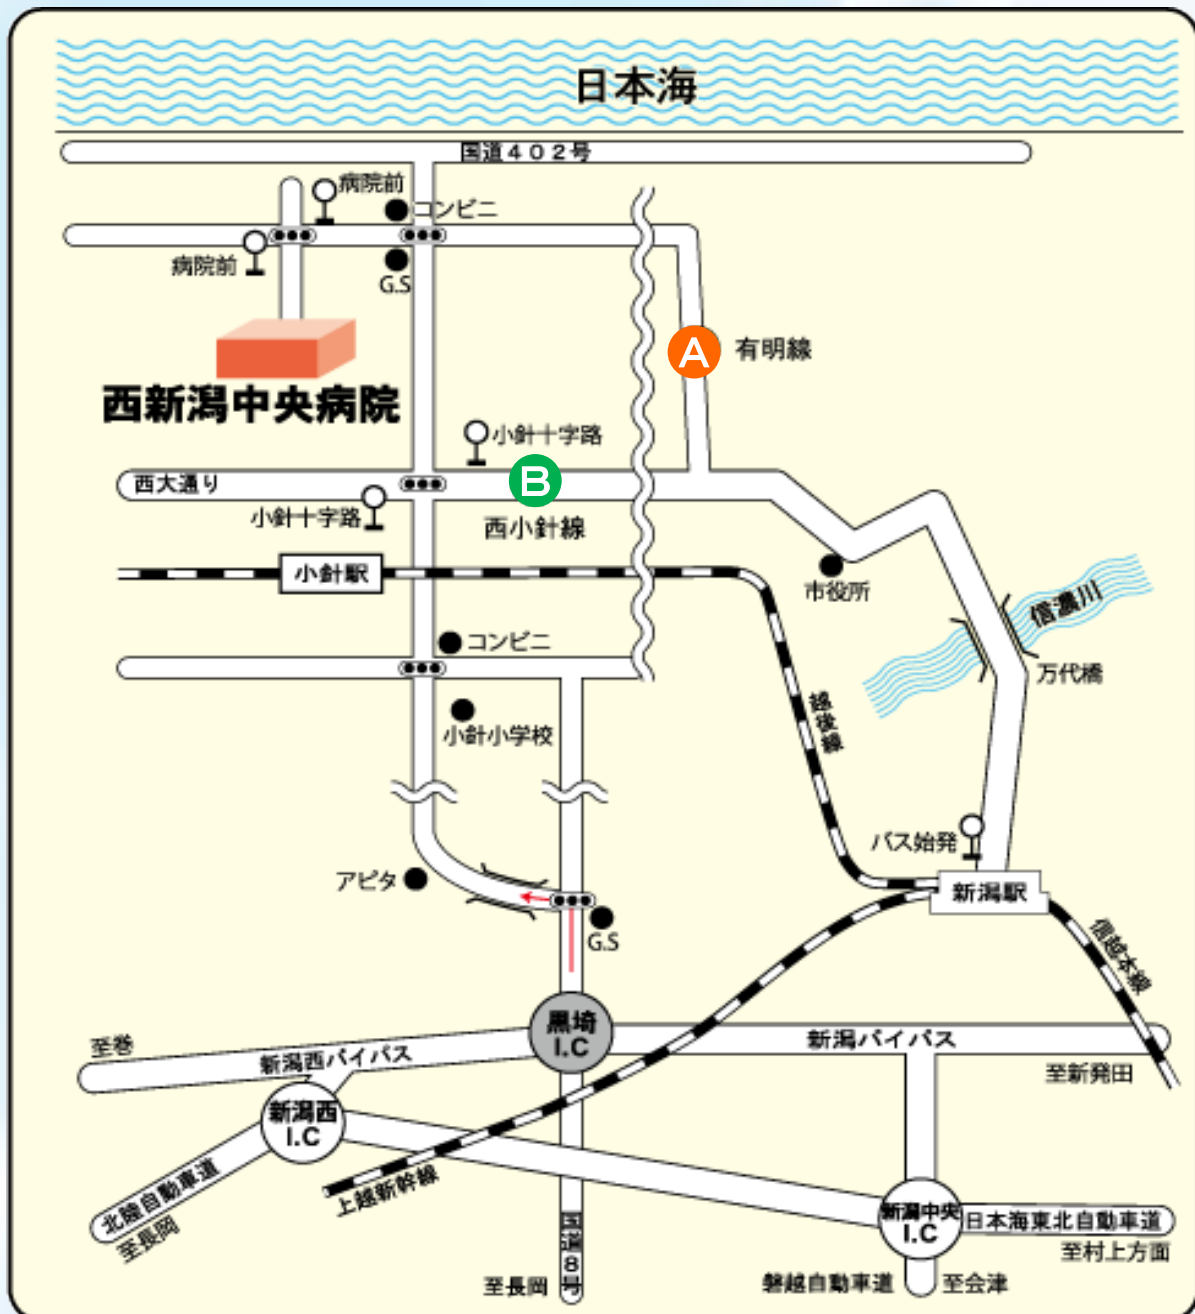 日本海
国道402号
病院前
コンビニ
病院前
G.S
A
有明線
西新潟中央病院
小針十字路
西大通り
B
小針十字路
西小針線
小針駅
市役所
信濃川
コンビニ
万代橋
小針小学校
越後線
バス始発
アピタ
新潟駅
G.S
信越本線
黒埼
I.C
至巻
新潟西バイパス
新潟バイパス
至新発田
新潟西
I.C
上越新幹線
北陸自動車道
至長岡
新潟中央
I.C
日本海東北自動車道
国道8号
至村上方面
至長岡
磐越自動車道
至会津